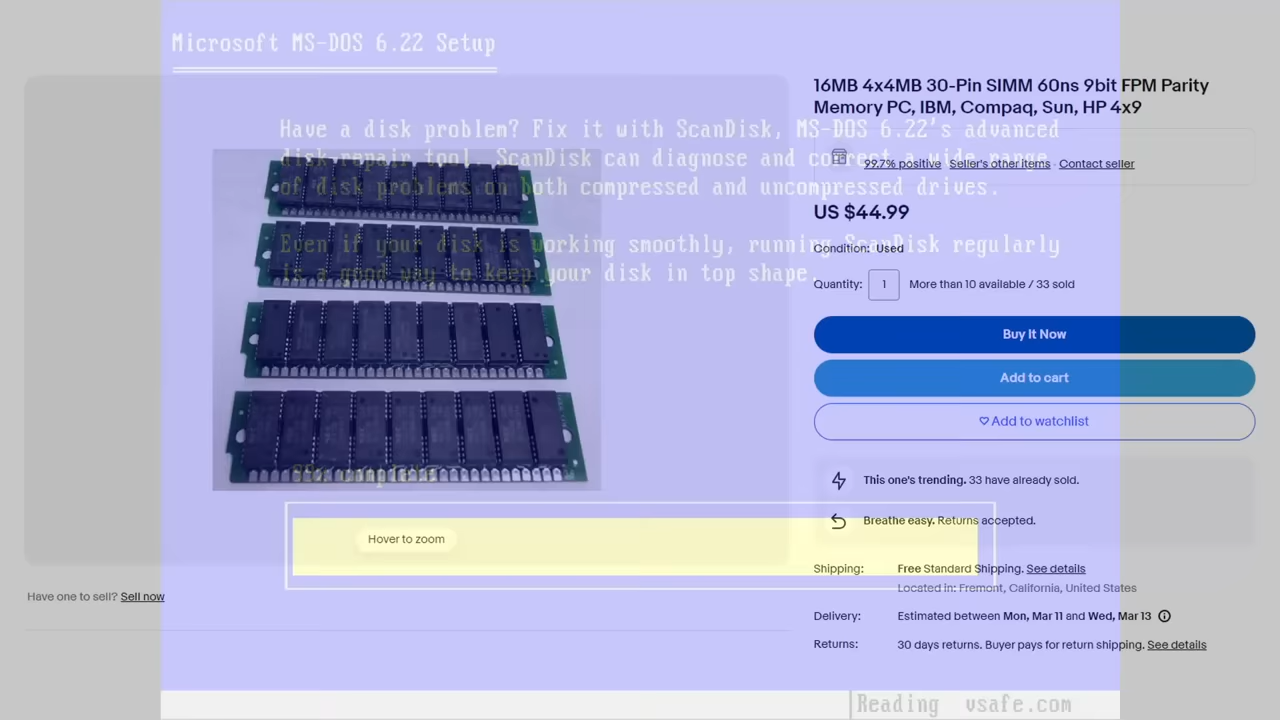 Microsoft MS-DOS 6.22 Setup
Have a disk problem? Fix it with ScanDisk, MS-DOS 6.22's advanced
disk repair tool. ScanDisk can diagnose and correct a wide range
of disk problems on both compressed and uncompressed drives.
Even if your disk is working smoothly, running ScanDisk regularly
is a good way to keep your disk in top shape.
complete
Hover to zoom
Have one to sell? Sell now
16MB 4x4MB 30-Pin SIMM 60ns 9bit FPM Parity
Memory PC, IBM, Compaq, Sun, HP 4x9
99.7% positive · Seller's other items · Contact seller
US $44.99
Condition: Used
Quantity: 1 More than 10 available / 33 sold
Buy It Now
Add to cart
Add to watchlist
This one's trending. 33 have already sold.
Breathe easy. Returns accepted.
Shipping: Free Standard Shipping. See details
Located in: Fremont, California, United States
Delivery: Estimated between Mon, Mar 11 and Wed, Mar 13
Returns: 30 days returns. Buyer pays for return shipping. See details
Reading vsafe.com